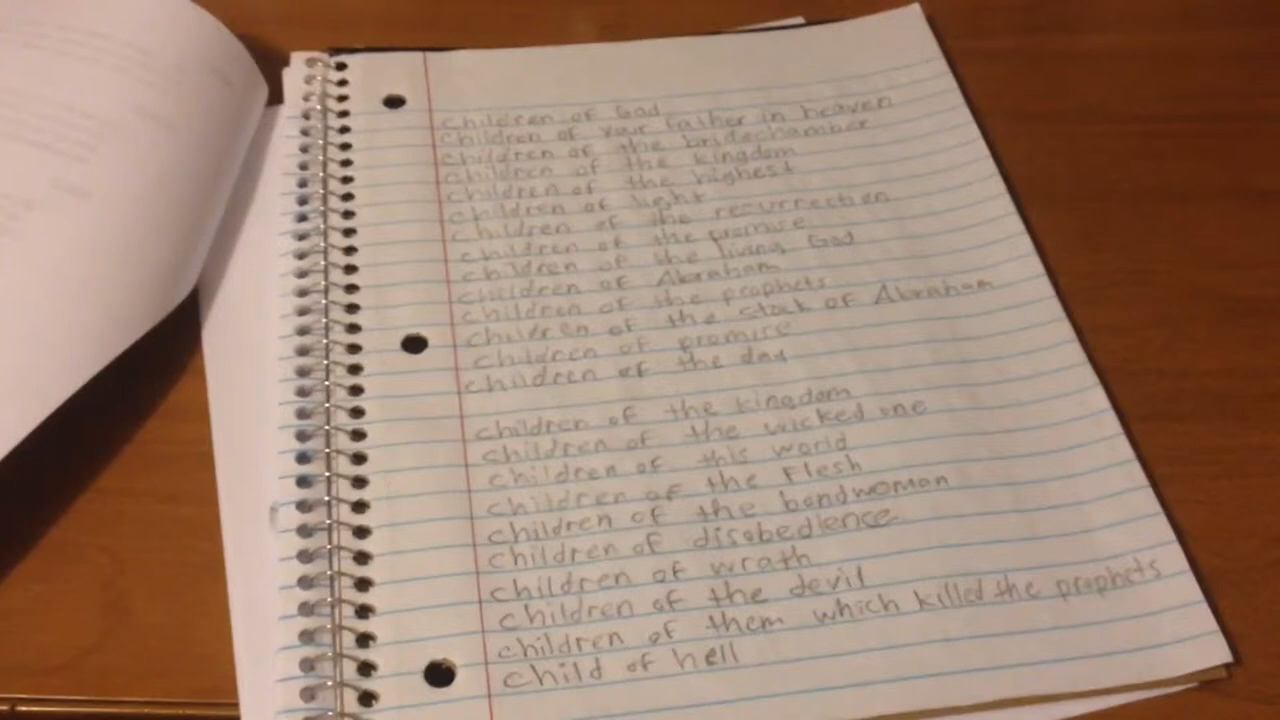 children of God
children of your father in heaven
children of the bridechamber
children of the kingdom
children of the highest
children of light
children of the resurrection
children of the promise
children of the living God
children of Abraham
children of the prophets
children of the stock of Abraham
children of promise
children of the day
children of the kingdom
children of the wicked one
children of this world
children of the Flesh
children of the bondwoman
children of disobedience
children of wrath
children of the devil
children of them which killed the prophets
child of hell